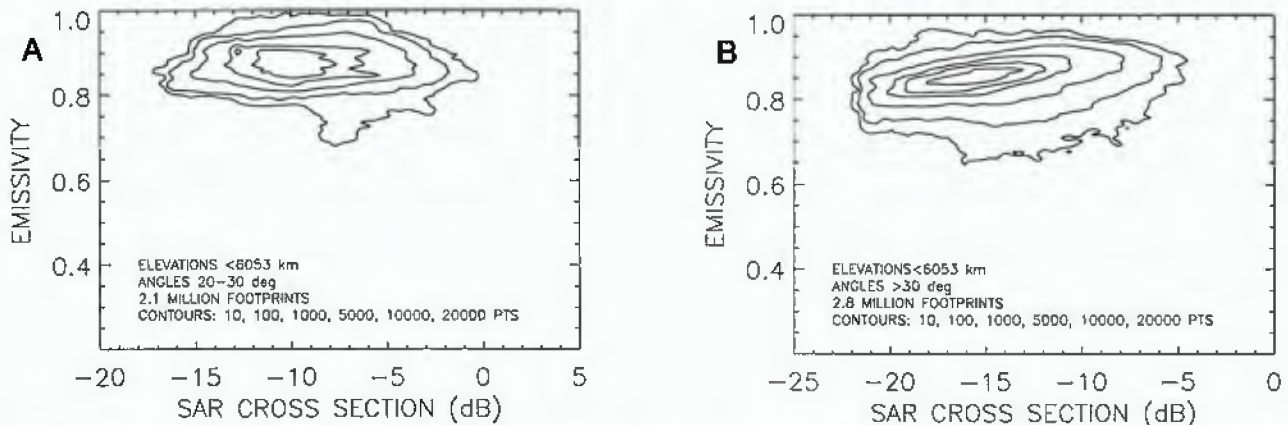 A
1.0
0.8
0.6
0.4
EMISSIVITY
ELEVATIONS <6053 km
ANGLES 20-30 deg
2.1 MILLION FOOTPRINTS
CONTOURS: 10, 100, 1000, 5000, 10000, 20000 PTS
-20 -15 -10 -5 0 5
SAR CROSS SECTION (dB)
B
1.0
0.8
0.6
0.4
EMISSIVITY
ELEVATIONS<6053 km
ANGLES >30 deg
2.8 MILLION FOOTPRINTS
CONTOURS: 10, 100, 1000, 5000, 10000, 20000 PTS
-25 -20 -15 -10 -5 0
SAR CROSS SECTION (dB)